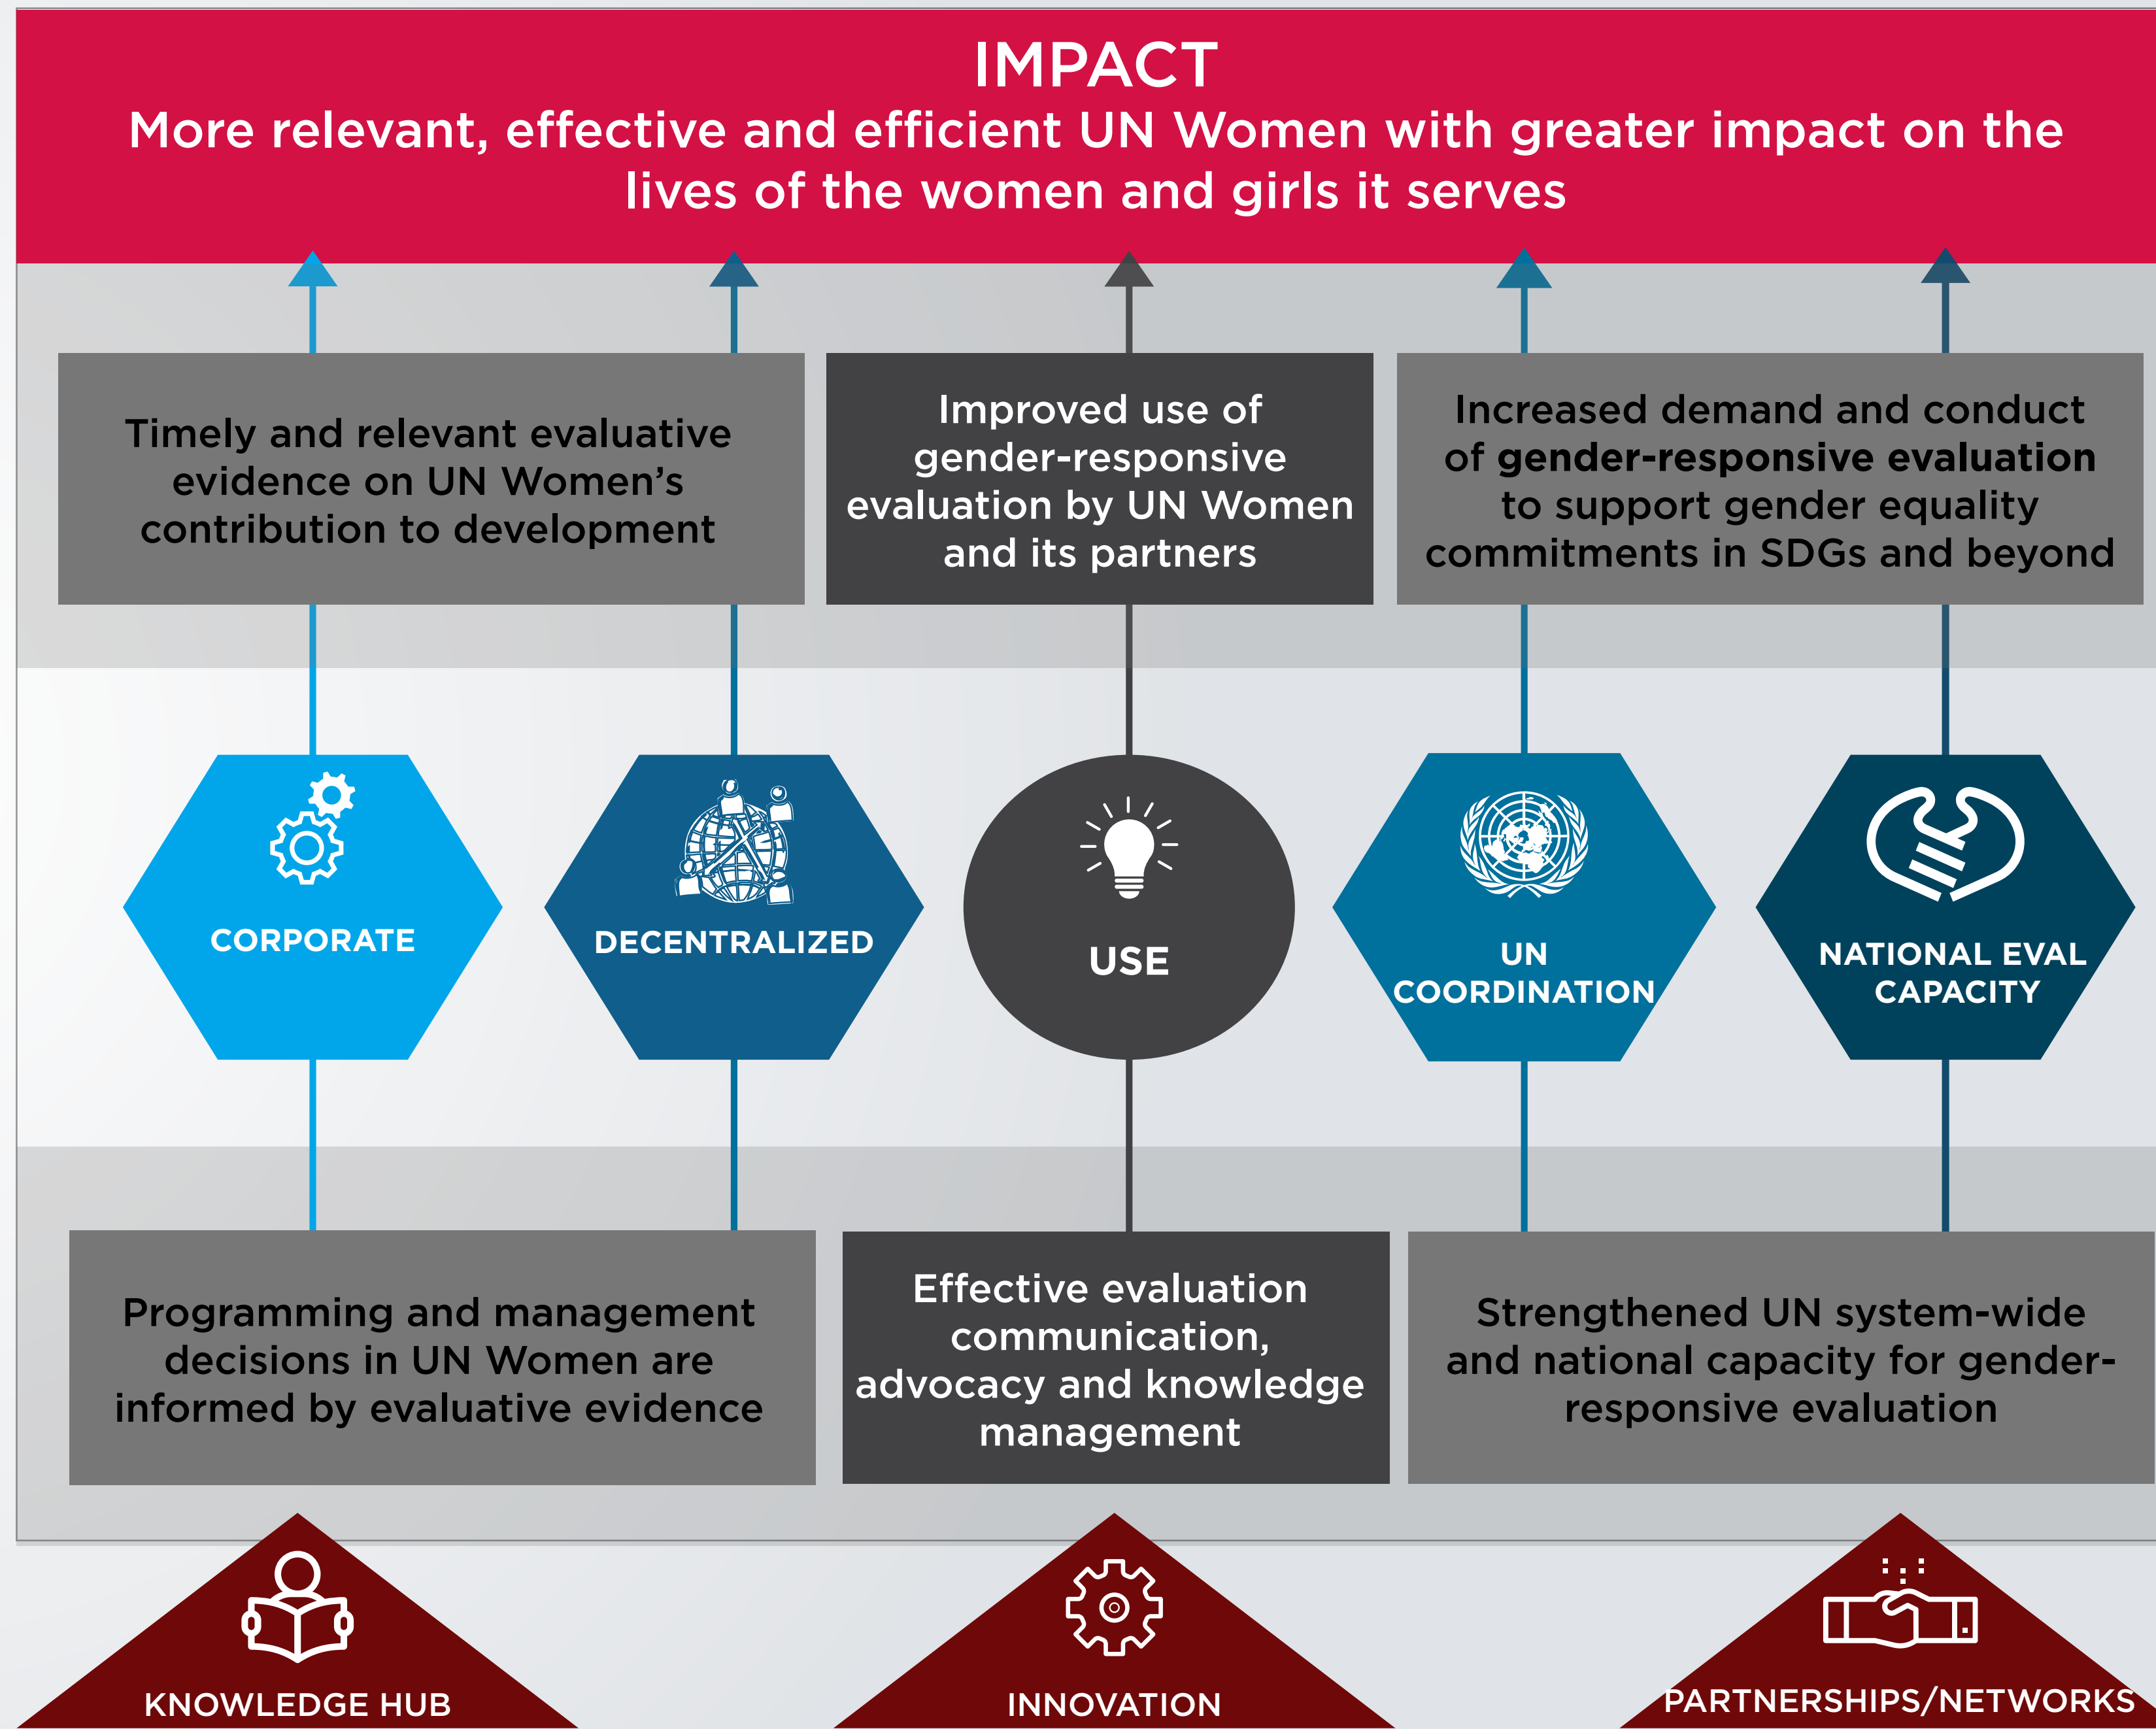 IMPACT
More relevant, effective and efficient UN Women with greater impact on the
lives of the women and girls it serves
Timely and relevant evaluative
evidence on UN Women's
contribution to development
Improved use of
gender-responsive
evaluation by UN Women
and its partners
Increased demand and conduct
of gender-responsive evaluation
to support gender equality
commitments in SDGs and beyond
CORPORATE
DECENTRALIZED
USE
UN
COORDINATION
NATIONAL EVAL
CAPACITY
Programming and management
decisions in UN Women are
informed by evaluative evidence
Effective evaluation
communication,
advocacy and knowledge
management
Strengthened UN system-wide
and national capacity for gender-
responsive evaluation
KNOWLEDGE HUB
INNOVATION
PARTNERSHIPS/NETWORKS